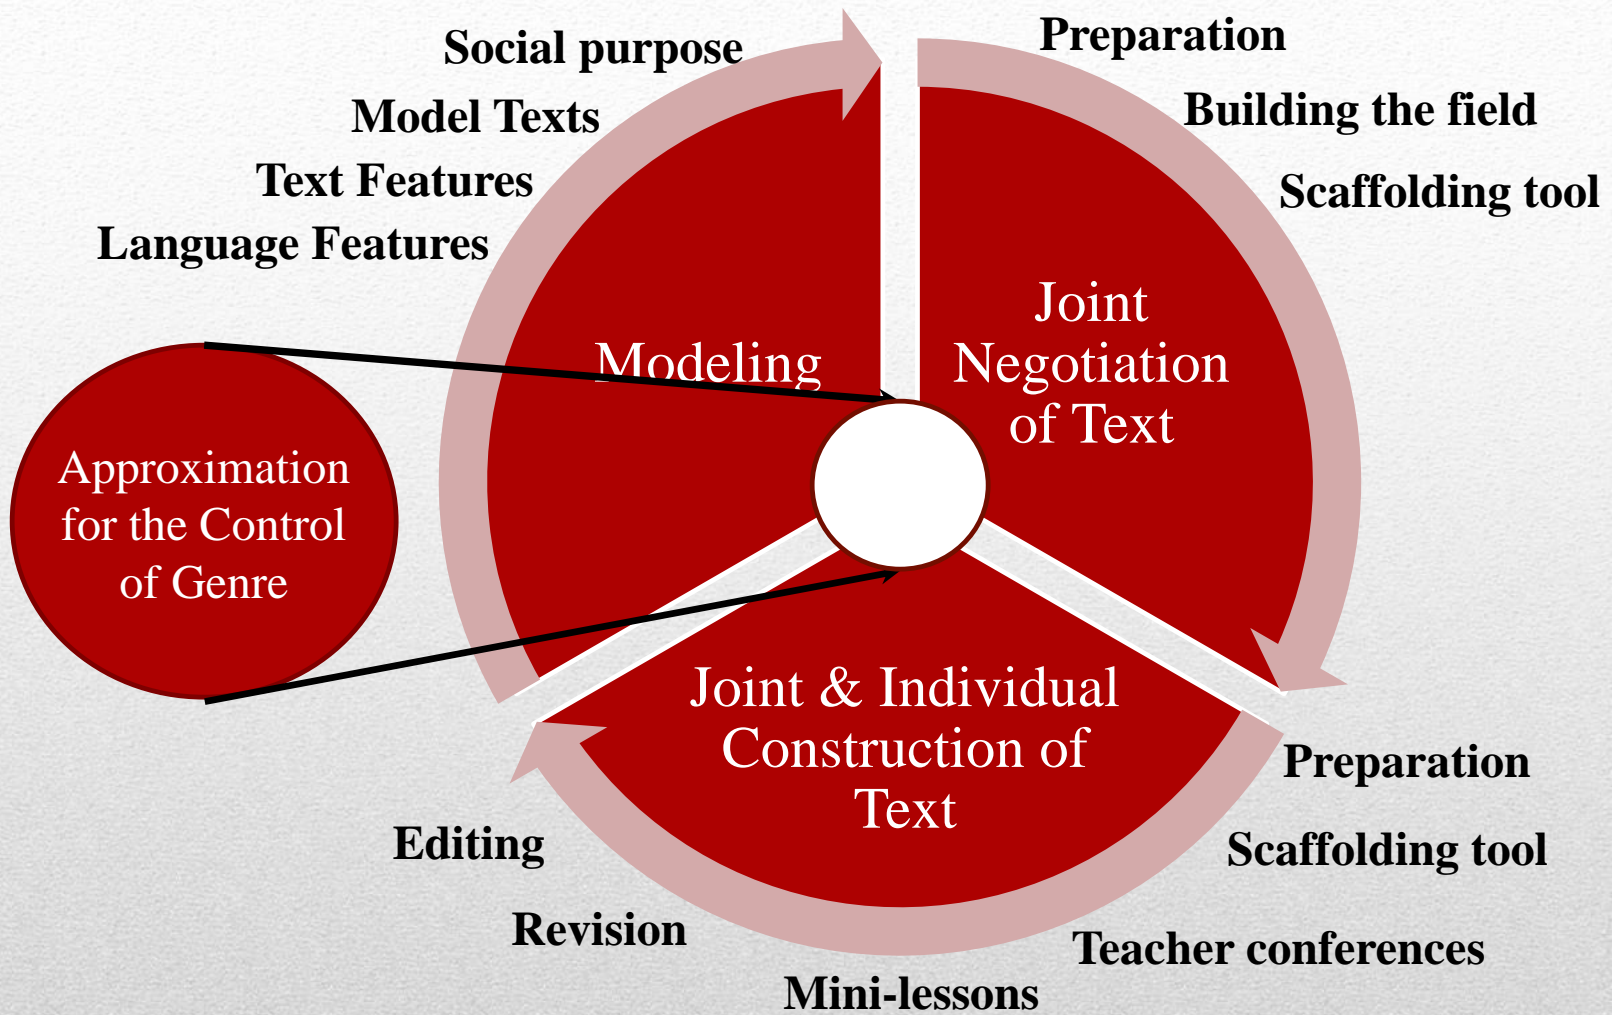 Social purpose
Model Texts
Text Features
Language Features
Preparation
Building the field
Scaffolding tool
Modeling
Joint
Negotiation
of Text
Approximation
for the Control
of Genre
Joint & Individual
Construction of
Text
Preparation
Scaffolding tool
Teacher conferences
Mini-lessons
Revision
Editing